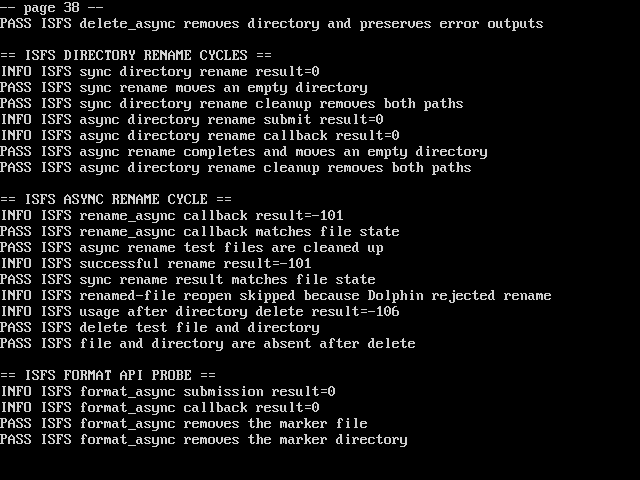 -- page 38 --
PASS ISFS delete_async removes directory and preserves error outputs
== ISFS DIRECTORY RENAME CYCLES ==
INFO ISFS sync directory rename result=0
PASS ISFS sync rename moves an empty directory
PASS ISFS sync directory rename cleanup removes both paths
INFO ISFS async directory rename submit result=0
INFO ISFS async directory rename callback result=0
PASS ISFS async rename completes and moves an empty directory
PASS ISFS async directory rename cleanup removes both paths
== ISFS ASYNC RENAME CYCLE ==
INFO ISFS rename_async callback result=-101
PASS ISFS rename_async callback matches file state
PASS ISFS async rename test files are cleaned up
INFO ISFS successful rename result=-101
PASS ISFS sync rename result matches file state
INFO ISFS renamed-file reopen skipped because Dolphin rejected rename
INFO ISFS usage after directory delete result=-106
PASS ISFS delete test file and directory
PASS ISFS file and directory are absent after delete
== ISFS FORMAT API PROBE ==
INFO ISFS format_async submission result=0
INFO ISFS format_async callback result=0
PASS ISFS format_async removes the marker file
PASS ISFS format_async removes the marker directory